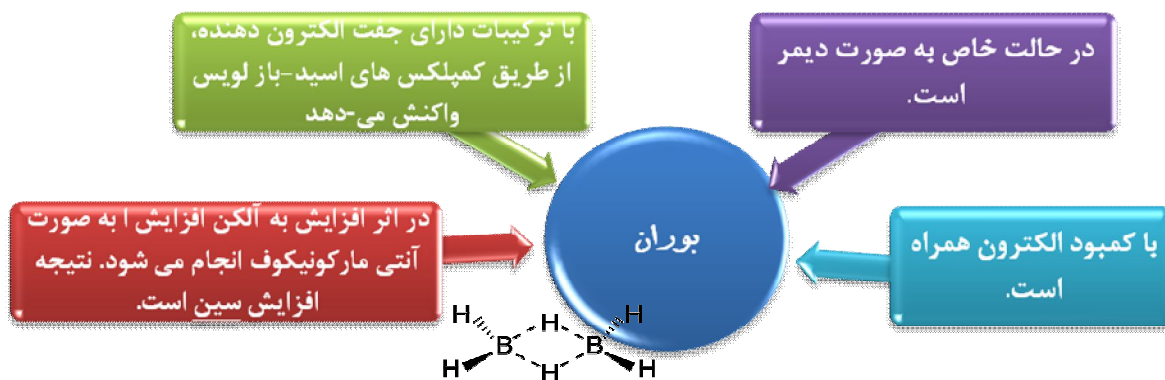 در حالت خاص به صورت دیمر
است.
با ترکیبات دارای جفت الکترون دهنده،
از طریق کمپلکس های اسید-باز لویس
واکنش می-دهد
بوران
با کمبود الکترون همراه
است.
در اثر افزایش به آلکن افزایش ا به صورت
آنتی مارکونیکوف انجام می شود. نتیجه
افزایش سین است.
H H H
B B
H H H